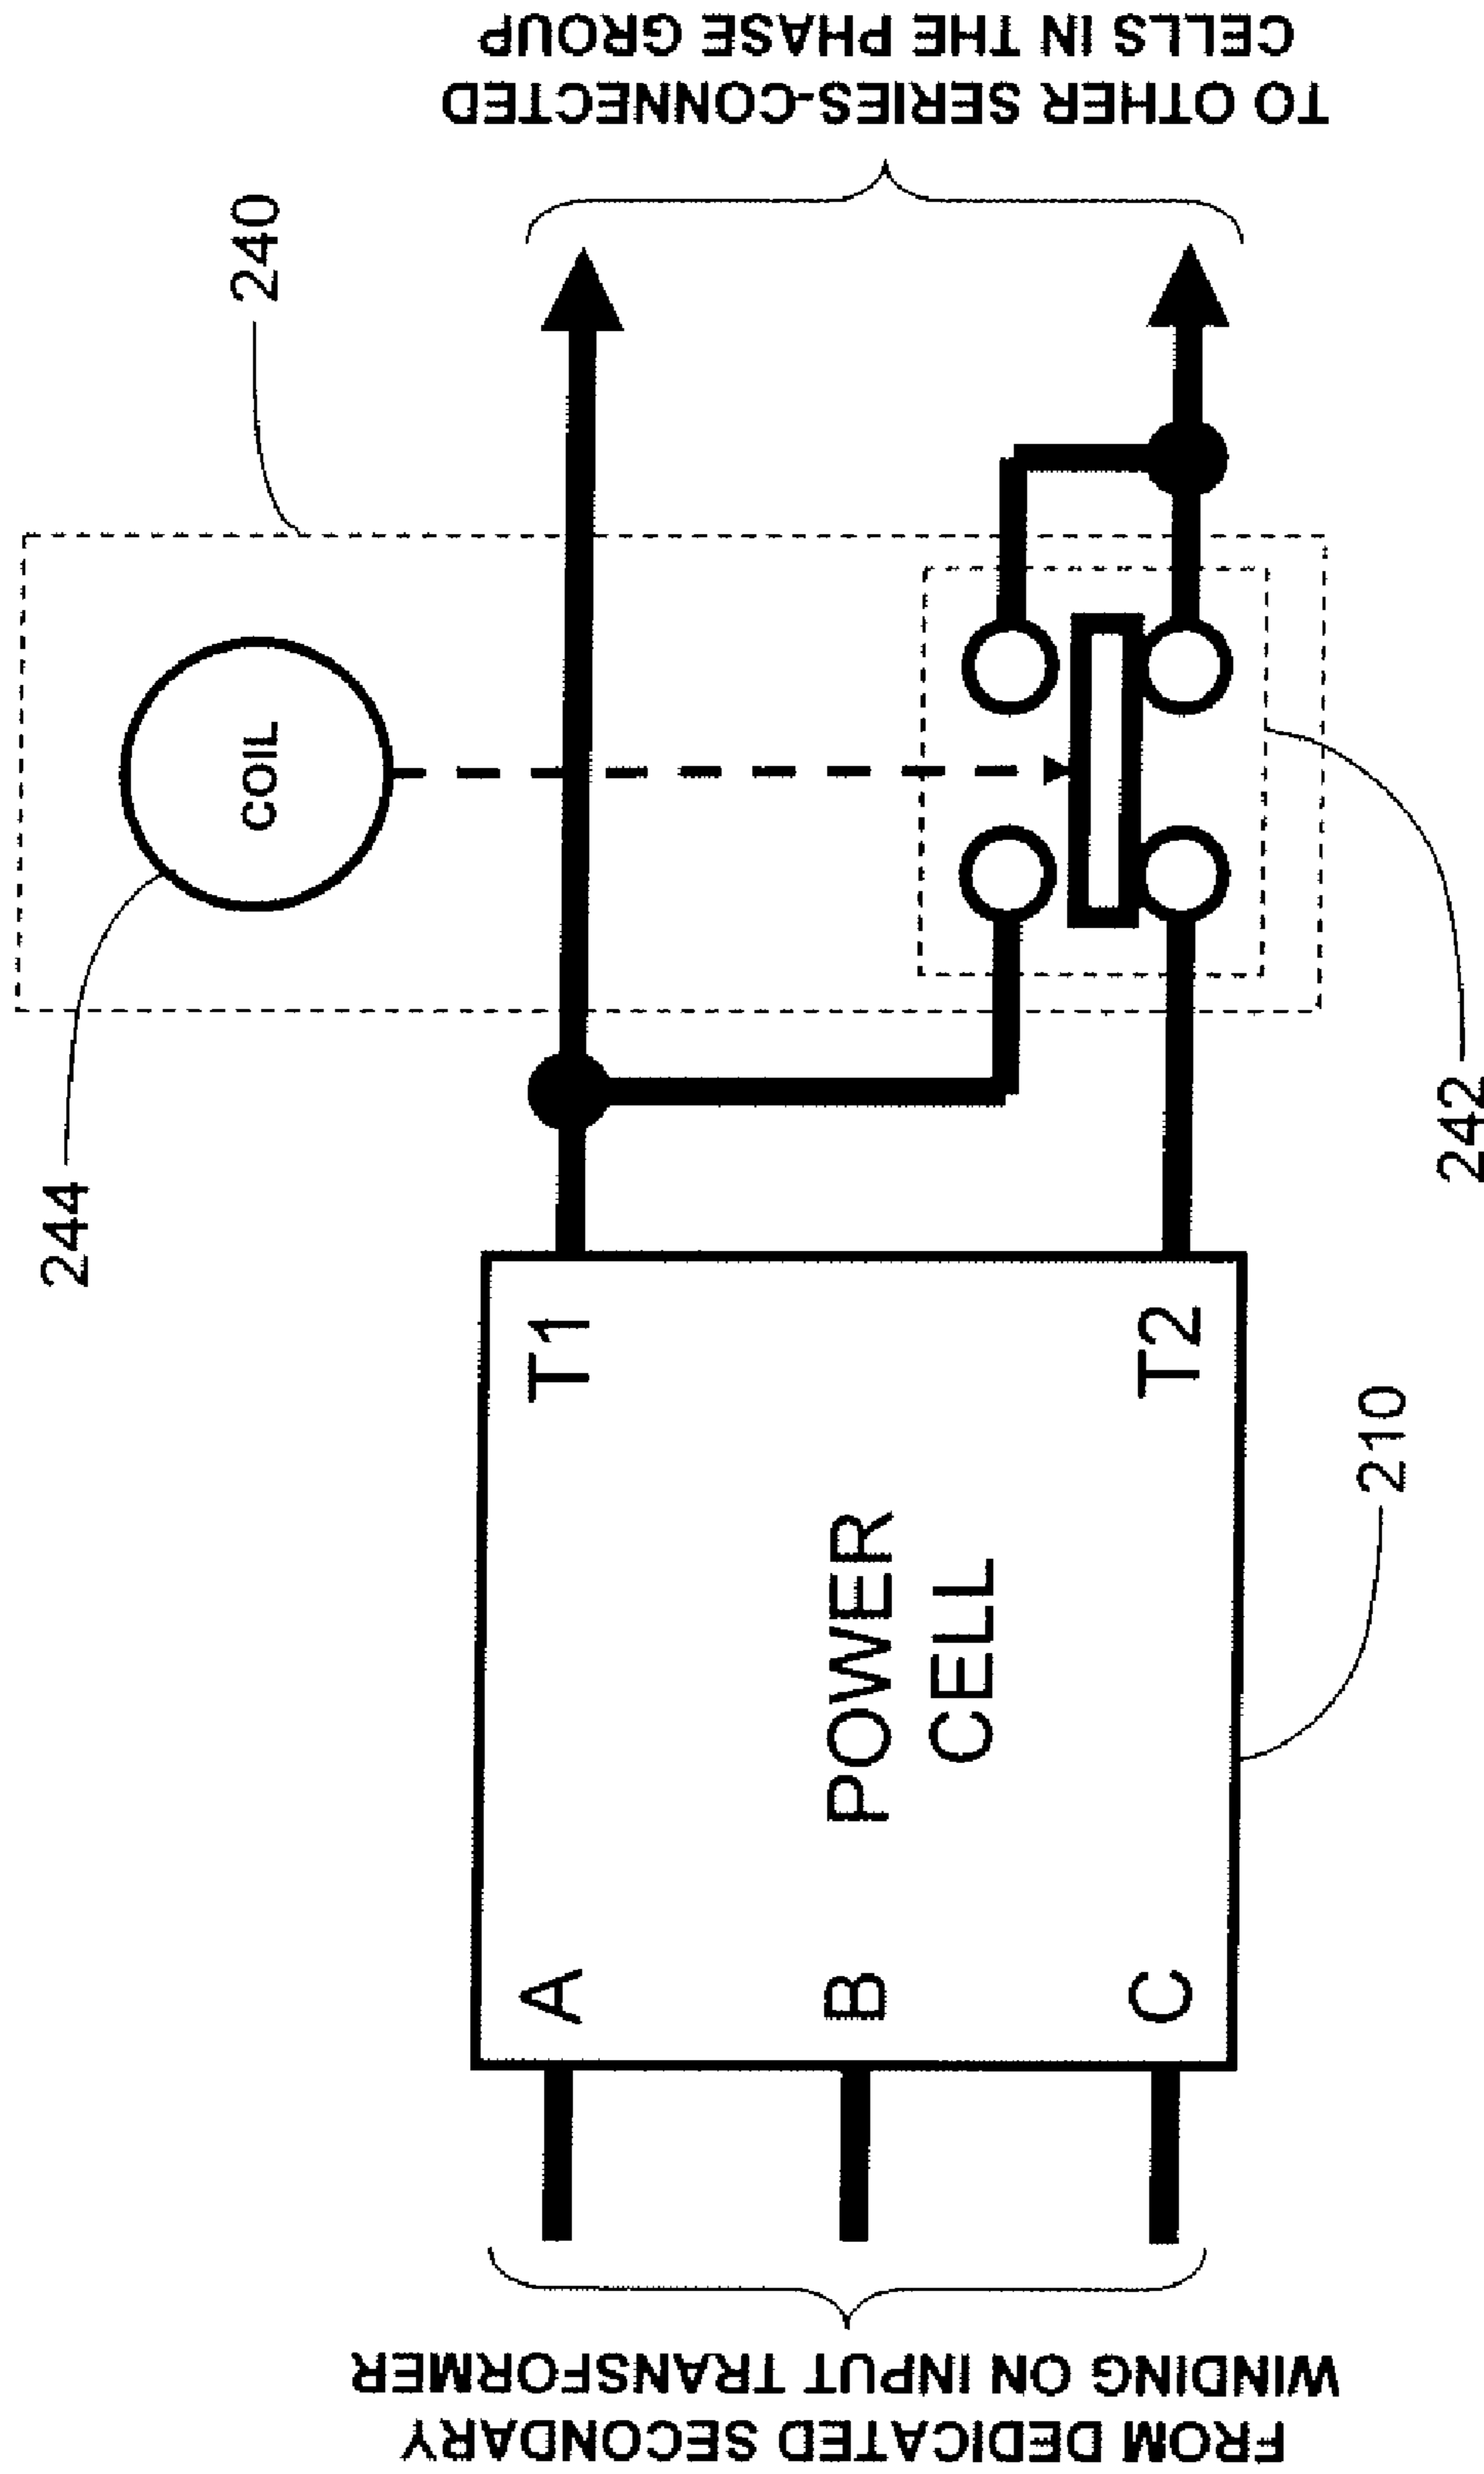 FROM DEDICATED SECONDARY
WINDING ON INPUT TRANSFORMER
A
B
C
POWER
CELL
T1
T2
210
244
COIL
240
242
TO OTHER SERIES-CONNECTED
CELLS IN THE PHASE GROUP